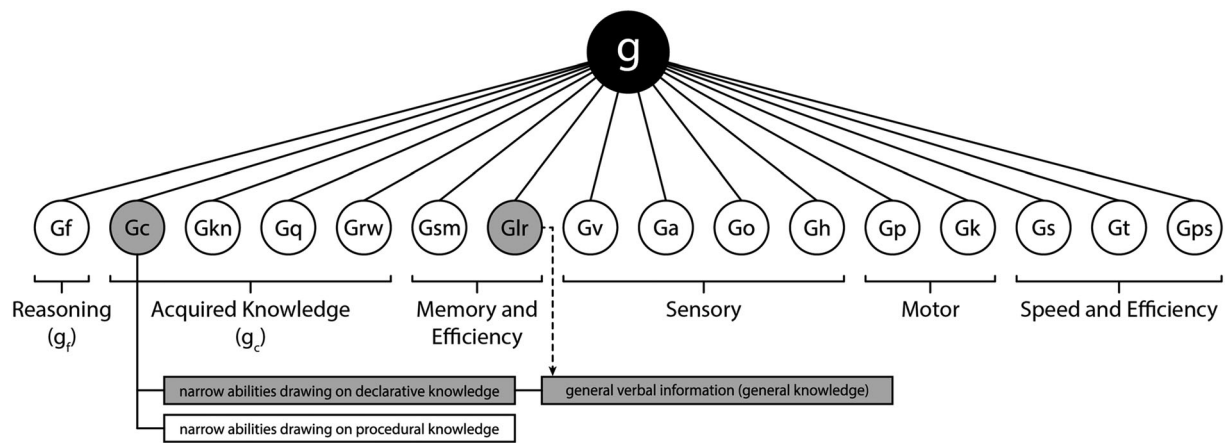 g
Gf Gc Gkn Gq Grw Gsm Glr Gv Ga Go Gh Gp Gk Gs Gt Gps
Reasoning
(gf)
Acquired Knowledge
(gc)
Memory and
Efficiency
Sensory
Motor
Speed and Efficiency
narrow abilities drawing on declarative knowledge
general verbal information (general knowledge)
narrow abilities drawing on procedural knowledge